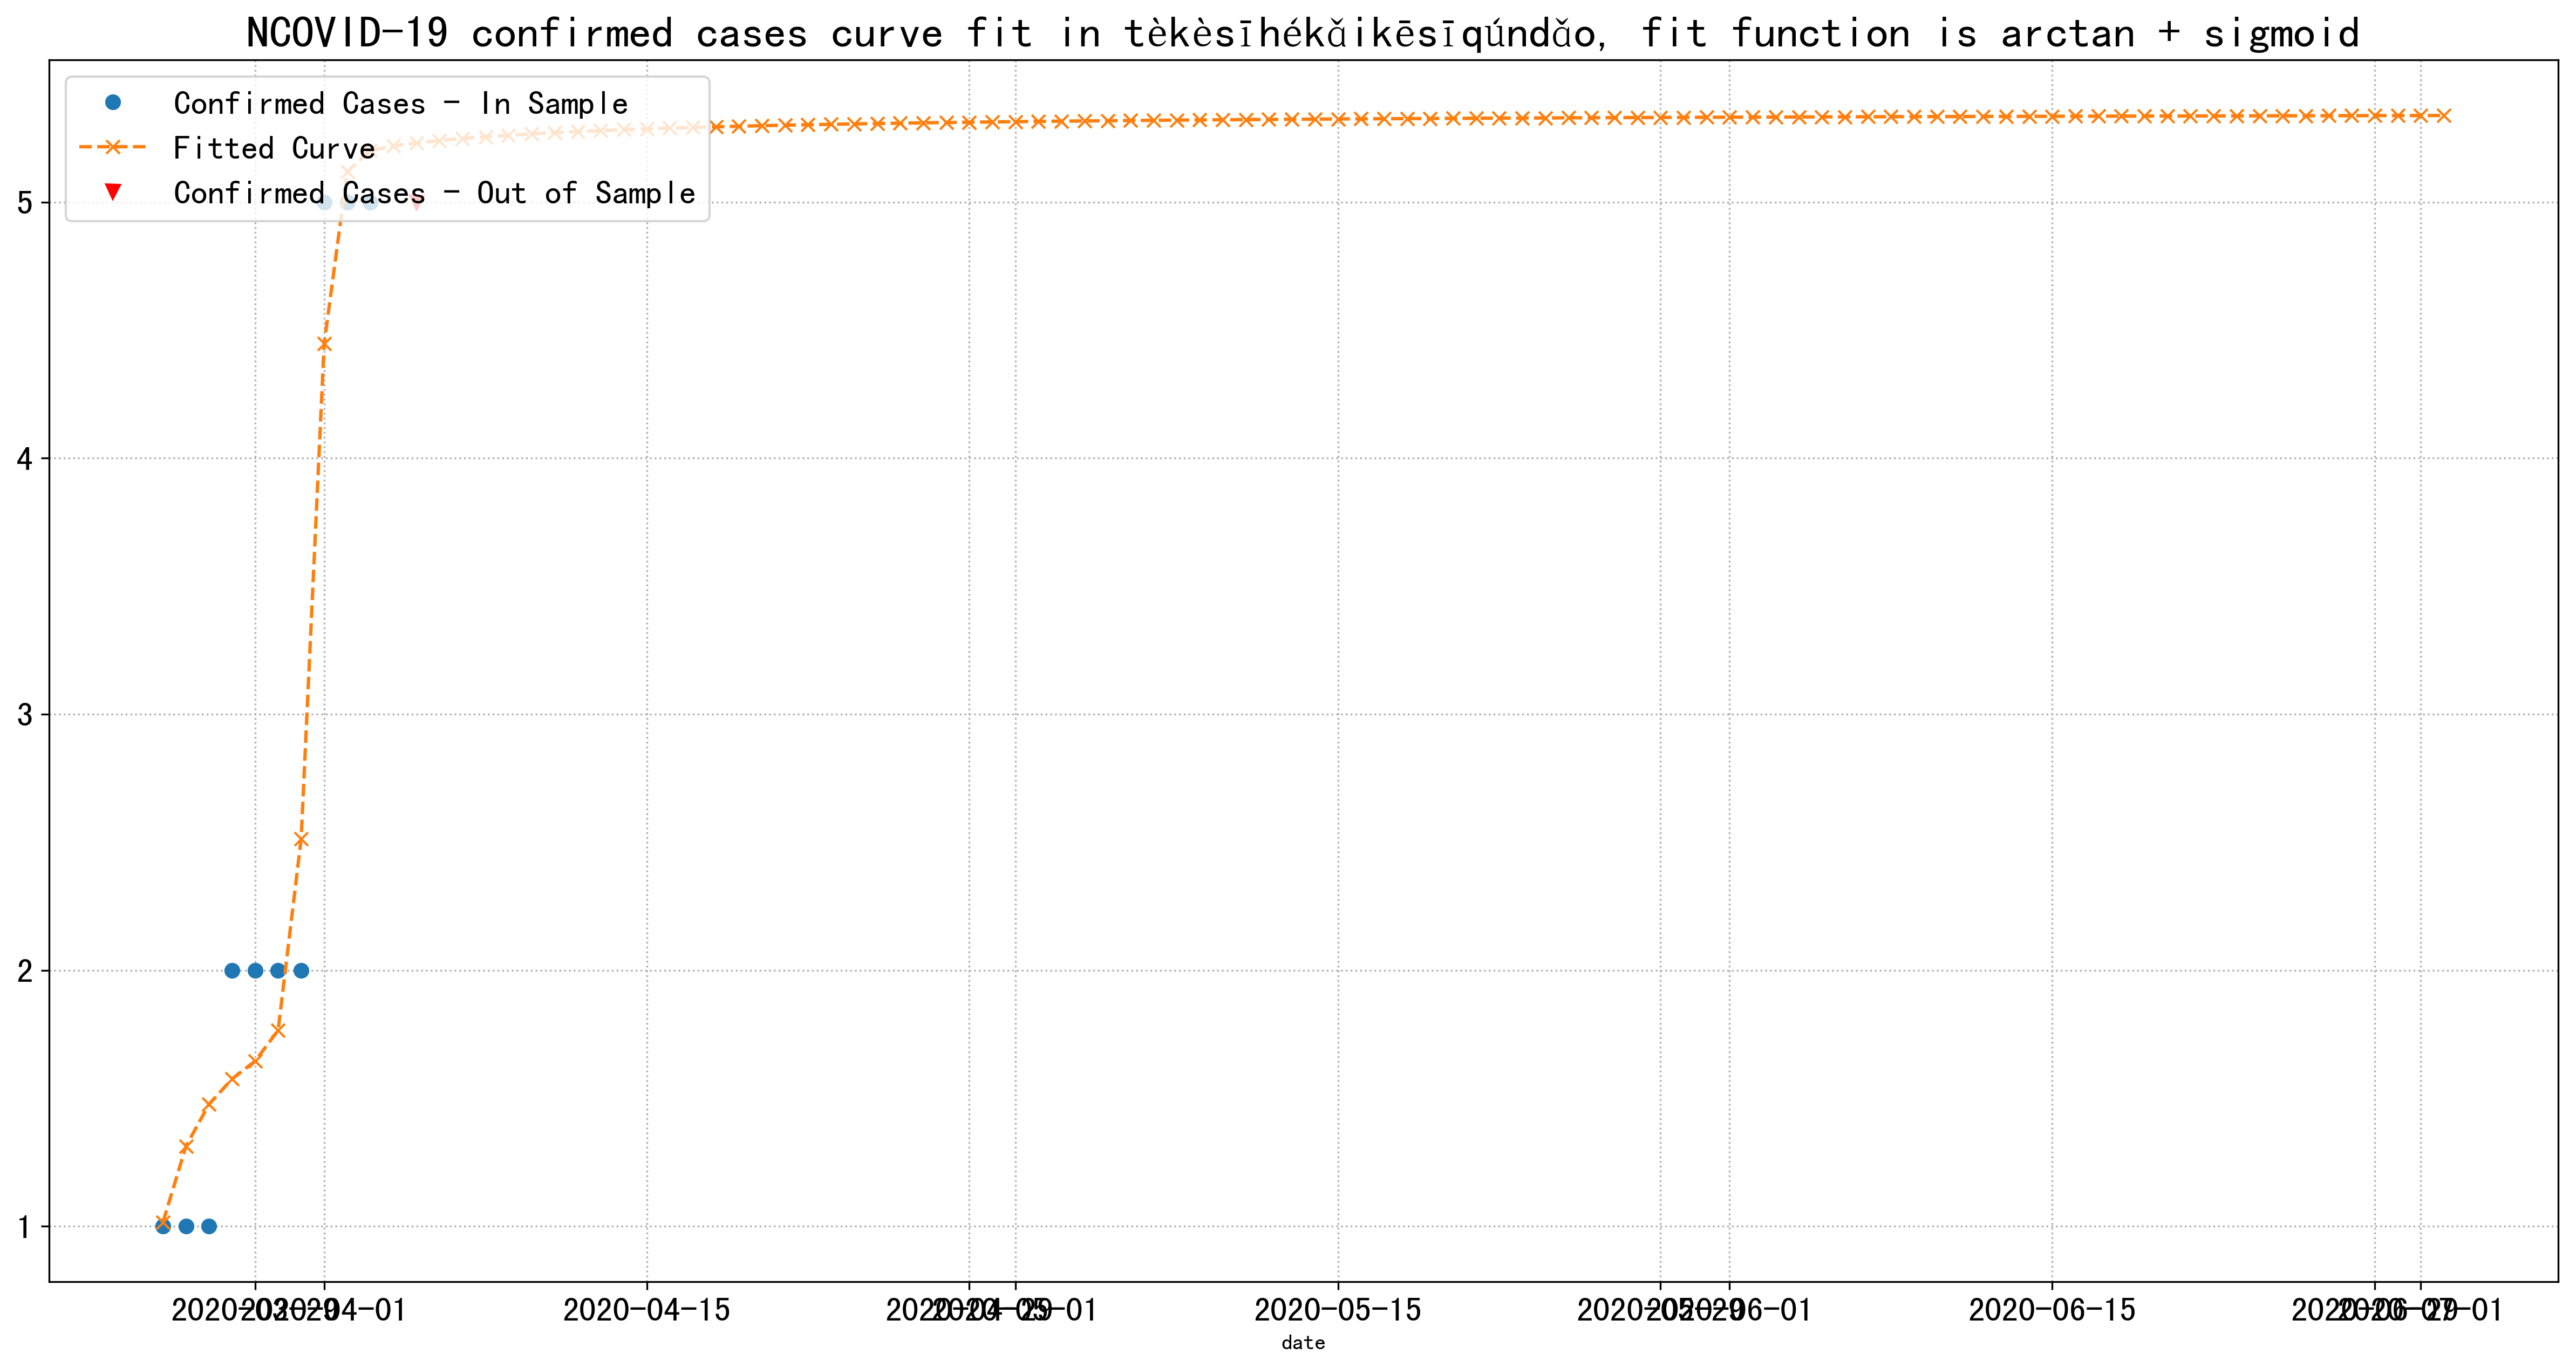 NCOVID-19 confirmed cases curve fit in tèkèsīhékǎikēsīqúndǎo, fit function is arctan + sigmoid
Confirmed Cases - In Sample
Fitted Curve
Confirmed Cases - Out of Sample
5
4
3
2
1
2020-03-29 2020-04-01 2020-04-15 2020-04-29 2020-05-01 2020-05-15 2020-05-29 2020-06-01 2020-06-15 2020-06-29 2020-07-01
date